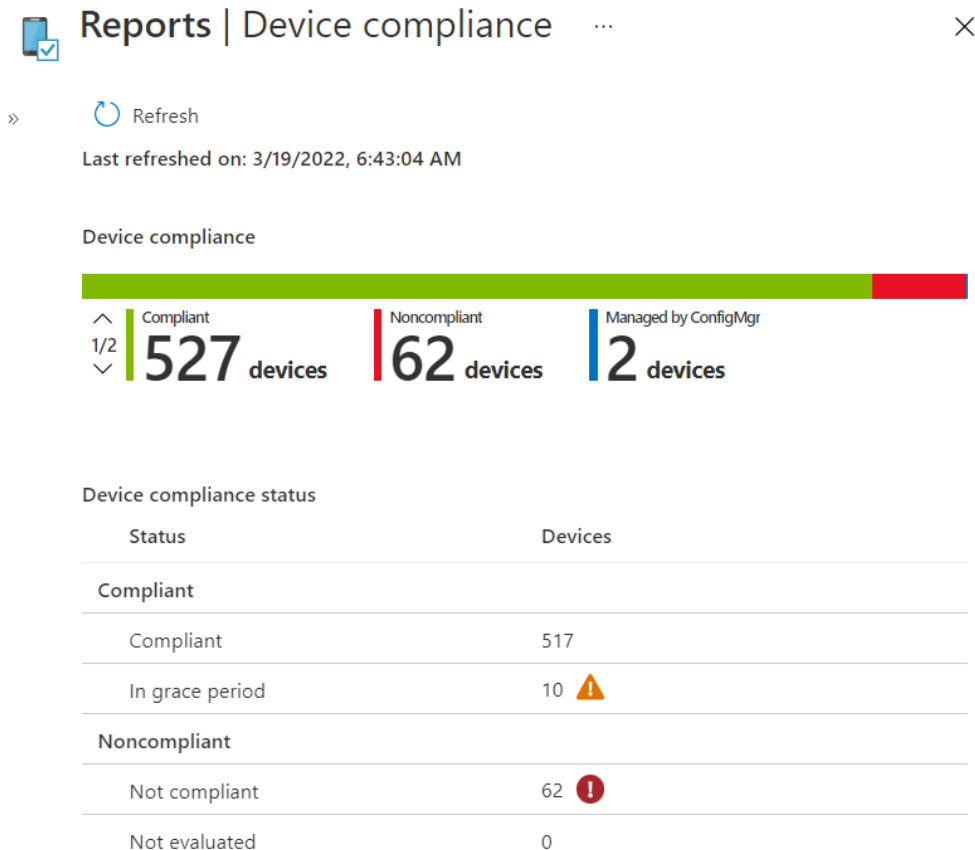 Reports | Device compliance ...
Refresh
Last refreshed on: 3/19/2022, 6:43:04 AM
Device compliance
1/2
Compliant
527 devices
Noncompliant
62 devices
Managed by ConfigMgr
2 devices
Device compliance status
Status Devices
Compliant
Compliant 517
In grace period 10
Noncompliant
Not compliant 62
Not evaluated 0